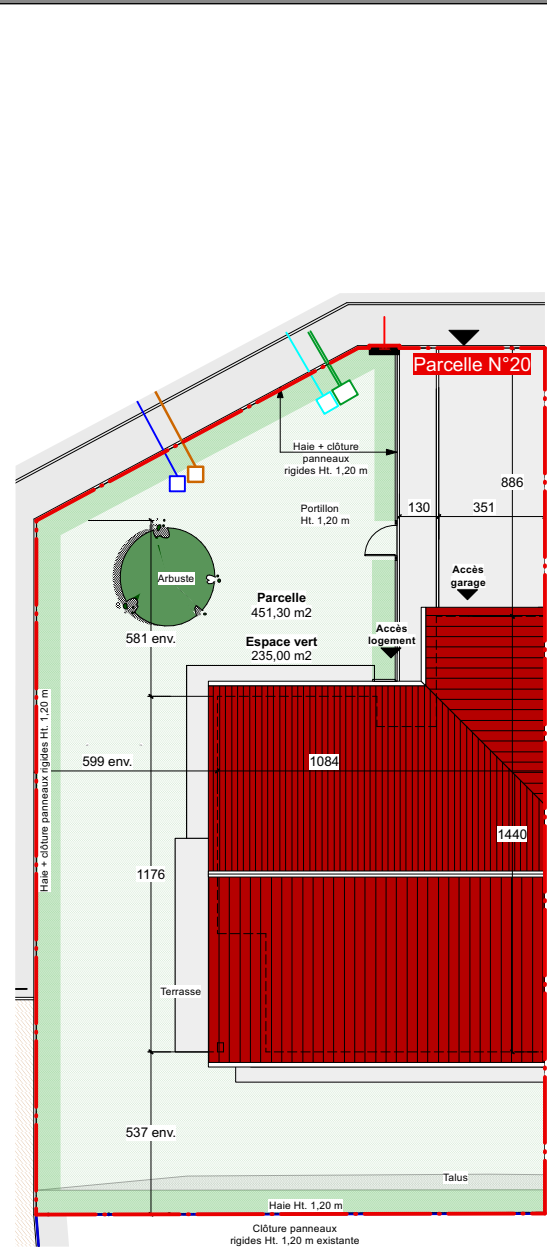 Parcelle N°20
Haie + clôture
panneaux
rigides Ht. 1,20 m
886
Portillon
Ht. 1,20 m
130
351
Accès
garage
Arbuste
Parcelle
451,30 m2
Accès
logement
581 env.
Espace vert
235,00 m2
Haie + clôture panneaux rigides Ht. 1,20 m
599 env.
1084
1440
1176
Terrasse
537 env.
Talus
Haie Ht. 1,20 m
Clôture panneaux
rigides Ht. 1,20 m existante